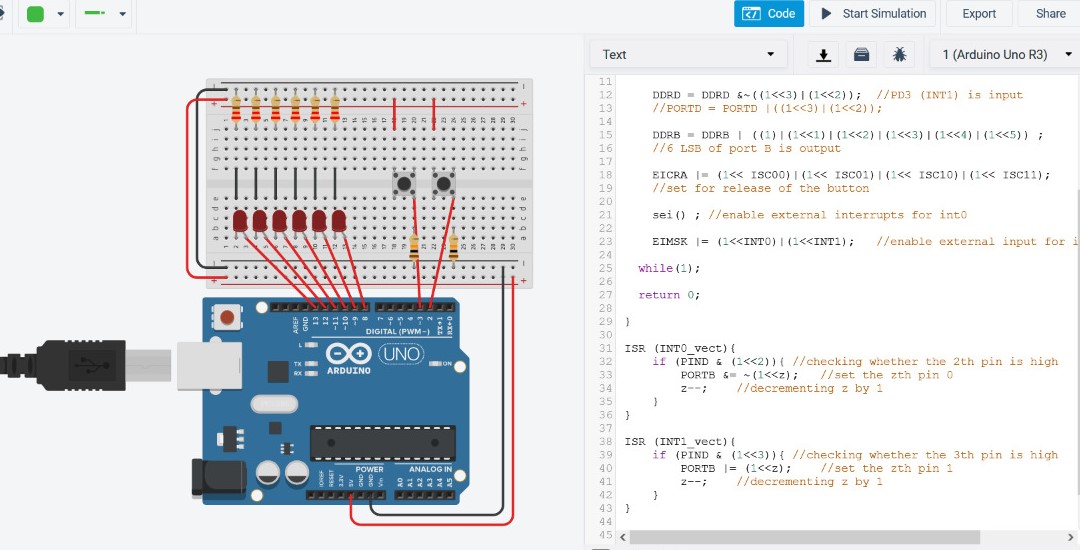 Code
Start Simulation
Export
Share
Text
1 (Arduino Uno R3)
11
12 DDRD = DDRD &~((1<<3)|(1<<2)); //PD3 (INT1) is input
13 //PORTD = PORTD |((1<<3)|(1<<2));
14
15 DDRB = DDRB | ((1)|(1<<1)|(1<<2)|(1<<3)|(1<<4)|(1<<5)) ;
16 //6 LSB of port B is output
17
18 EICRA |= (1<< ISC00)|(1<< ISC01)|(1<< ISC10)|(1<< ISC11);
19 //set for release of the button
20
21 sei() ; //enable external interrupts for int0
22
23 EIMSK |= (1<<INT0)|(1<<INT1); //enable external input for i
24
25 while(1);
26
27 return 0;
28
29 }
30
31 ISR (INT0_vect){
32 if (PIND & (1<<2)){ //checking whether the 2th pin is high
33 PORTB &= ~(1<<z); //set the zth pin 0
34 z--; //decrementing z by 1
35 }
36 }
37
38 ISR (INT1_vect){
39 if (PIND & (1<<3)){ //checking whether the 3th pin is high
40 PORTB |= (1<<z); //set the zth pin 1
41 z--; //decrementing z by 1
42 }
43 }
44
45
AREF
GND
13
12
~11
~10
~9
8
7
~6
~5
4
~3
2
TX→1
RX←0
DIGITAL (PWM~)
L
TX
RX
ARDUINO
UNO
ON
POWER
ANALOG IN
IOREF
RESET
3.3V
5V
GND
GND
Vin
A0
A1
A2
A3
A4
A5